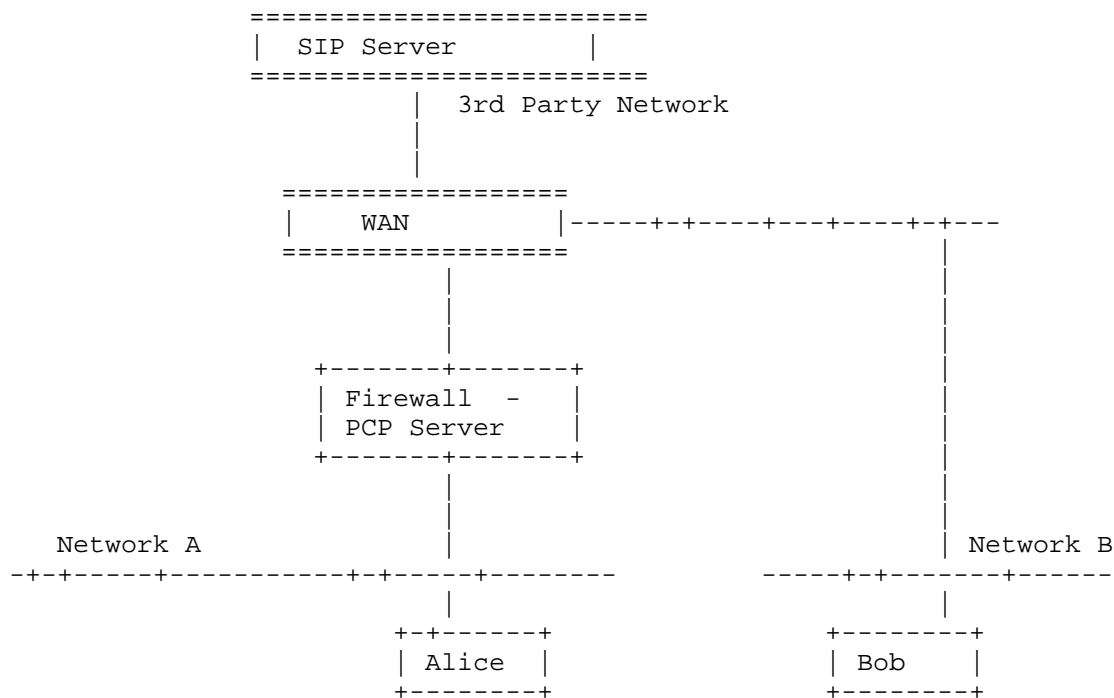 SIP Server
3rd Party Network
WAN
Firewall -
PCP Server
Network A
Network B
Alice
Bob